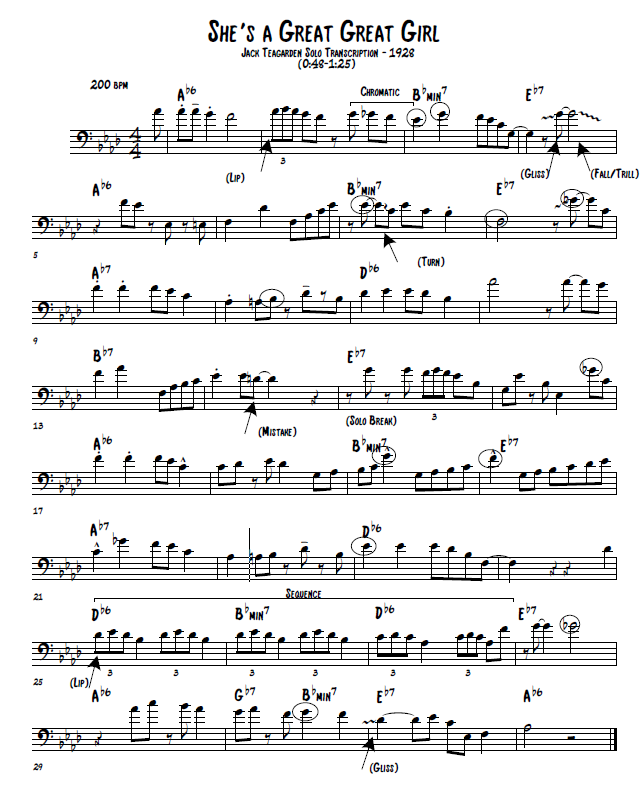 She's a Great Great Girl
Jack Teagarden Solo Transcription - 1928
(0:48-1:25)
200 bpm
A♭6 Chromatic B♭min7 E♭7
4/4
3
(Lip) (Gliss) (Fall/Trill)
A♭6 B♭min7 E♭7
5 (Turn)
A♭7 D♭6
9
B♭7 E♭7
13 (Mistake) (Solo Break) 3
A♭6 B♭min7 E♭7
17
A♭7 D♭6
21 Sequence
D♭6 B♭min7 D♭6 E♭7
(Lip)
25 3 3 3 3 3 3
A♭6 G♭7 B♭min7 E♭7 A♭6
29 (Gliss)